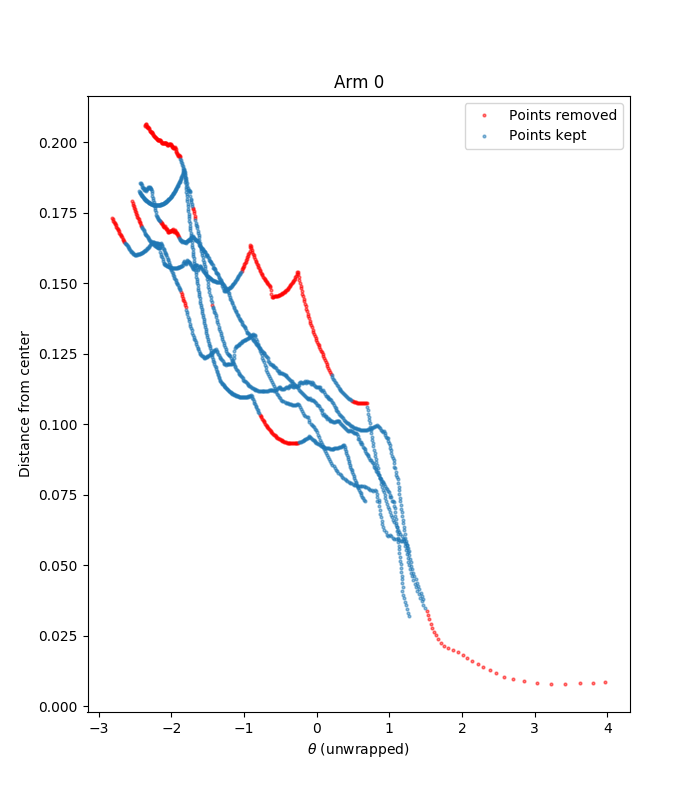 Arm 0
Points removed
Points kept
Distance from center
0.200
0.175
0.150
0.125
0.100
0.075
0.050
0.025
0.000
−3 −2 −1 0 1 2 3 4
θ (unwrapped)